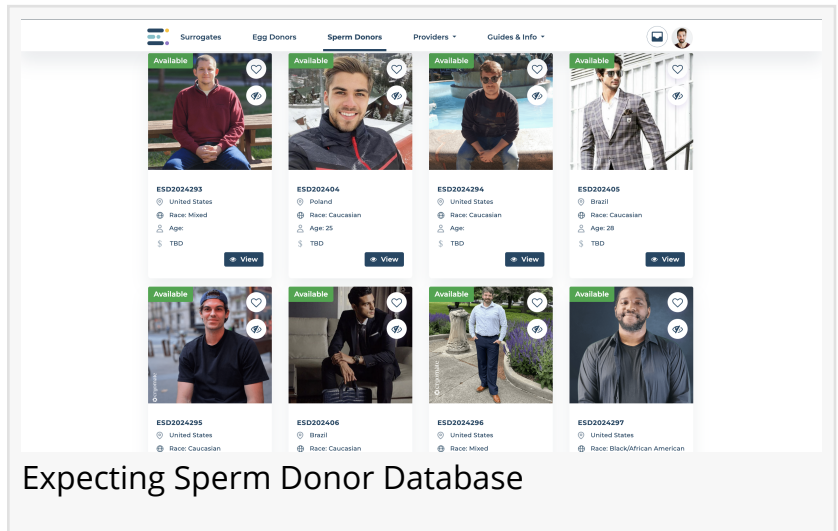 Surrogates Egg Donors Sperm Donors Providers Guides & Info
Available Available Available Available
ESD2024293 ESD202404 ESD2024294 ESD202405
United States Poland United States Brazil
Race: Mixed Race: Caucasian Race: Caucasian Race: Caucasian
Age: Age: 25 Age: Age: 28
$ TBD $ TBD $ TBD $ TBD
View View View View
Available Available Available Available
ESD2024295 ESD202406 ESD2024296 ESD2024297
United States Brazil United States United States
Race: Caucasian Race: Caucasian Race: Mixed Race: Black/African American
Expecting Sperm Donor Database